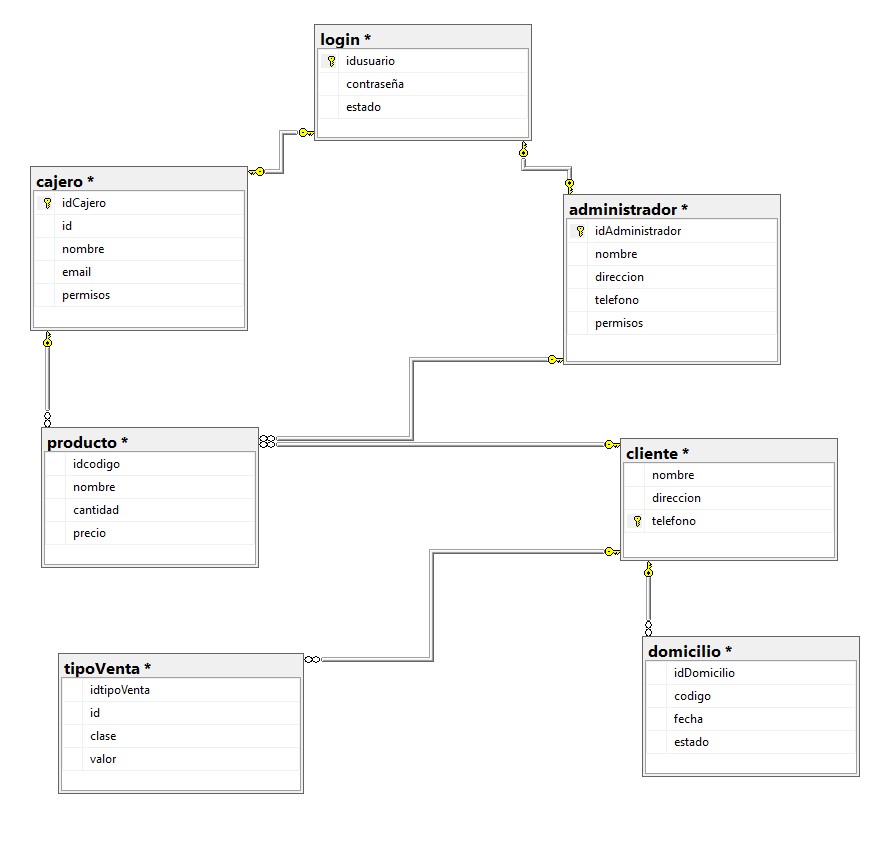 login *
idusuario
contraseña
estado
cajero *
idCajero
id
nombre
email
permisos
administrador *
idAdministrador
nombre
direccion
telefono
permisos
producto *
idcodigo
nombre
cantidad
precio
cliente *
nombre
direccion
telefono
tipoVenta *
idtipoVenta
id
clase
valor
domicilio *
idDomicilio
codigo
fecha
estado